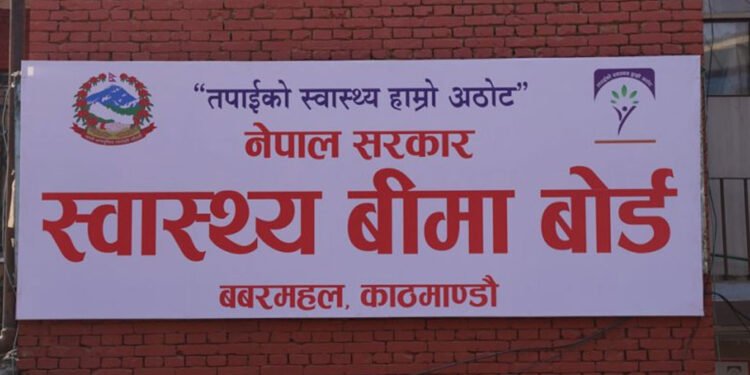 “तपाईको स्वास्थ्य हाम्रो अठोट”
नेपाल सरकार
स्वास्थ्य बीमा बोर्ड
बबरमहल, काठमाण्डौ